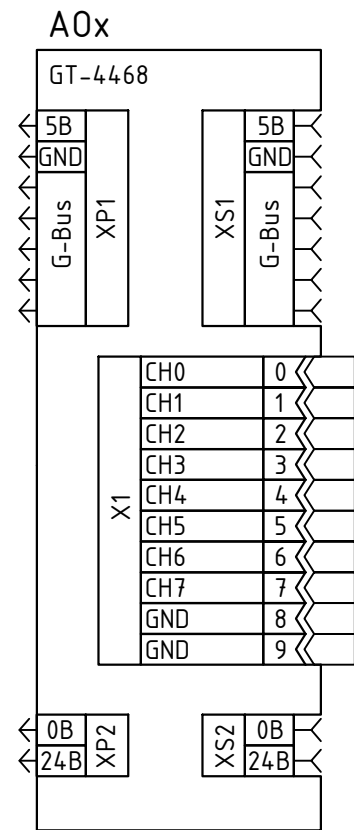 AOx
GT-4468
5В 5В
GND GND
G-Bus XP1 XS1 G-Bus
CH0 0
CH1 1
CH2 2
CH3 3
X1 CH4 4
CH5 5
CH6 6
CH7 7
GND 8
GND 9
0В XP2 XS2 0В
24В 24В